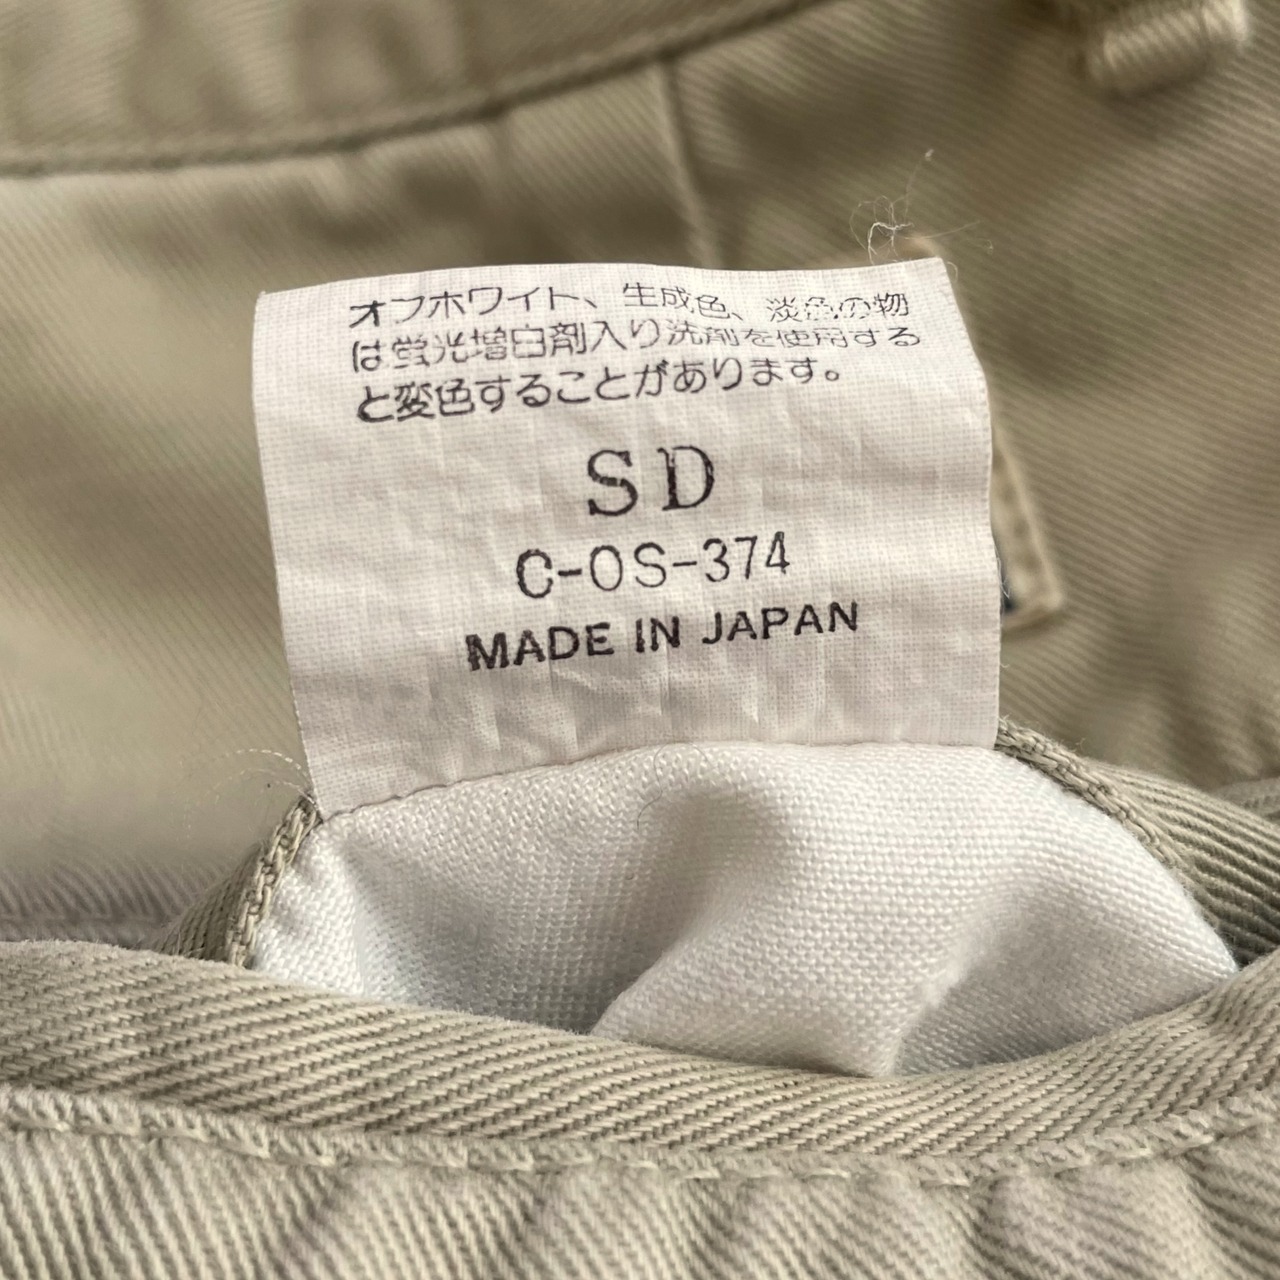 オフホワイト、生成色、淡色の物
は蛍光増白剤入り洗剤を使用する
と変色することがあります。
SD
C-OS-374
MADE IN JAPAN